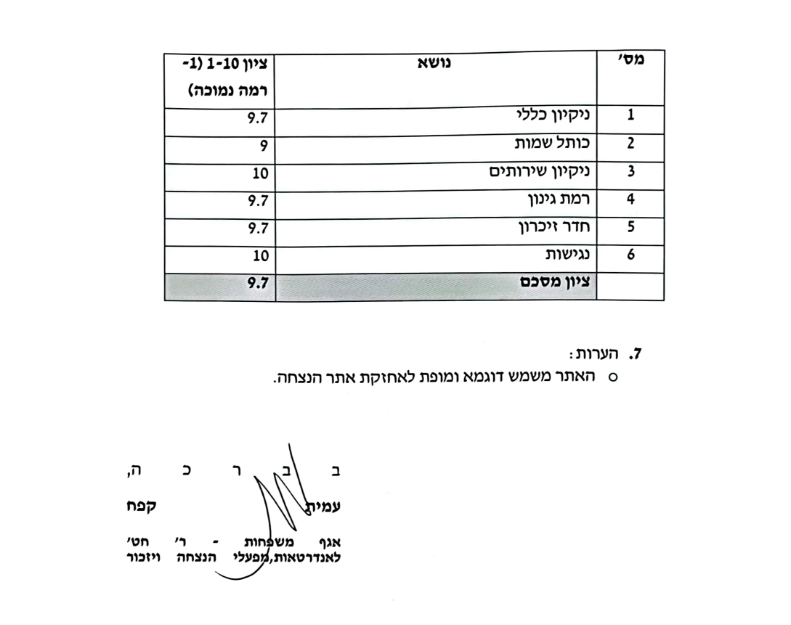 מס' נושא ציון 1-10 (1-
רמה נמוכה)
1 ניקיון כללי 9.7
2 כותל שמות 9
3 ניקיון שירותים 10
4 רמת גינון 9.7
5 חדר זיכרון 9.7
6 נגישות 10
ציון מסכם 9.7
7. הערות:
o האתר משמש דוגמא ומופת לאחזקת אתר הנצחה.
ב ב ר כ ה,
עמית קפח
אגף משפחות - ר' חט'
לאנדרטאות,מפעלי הנצחה ויזכור